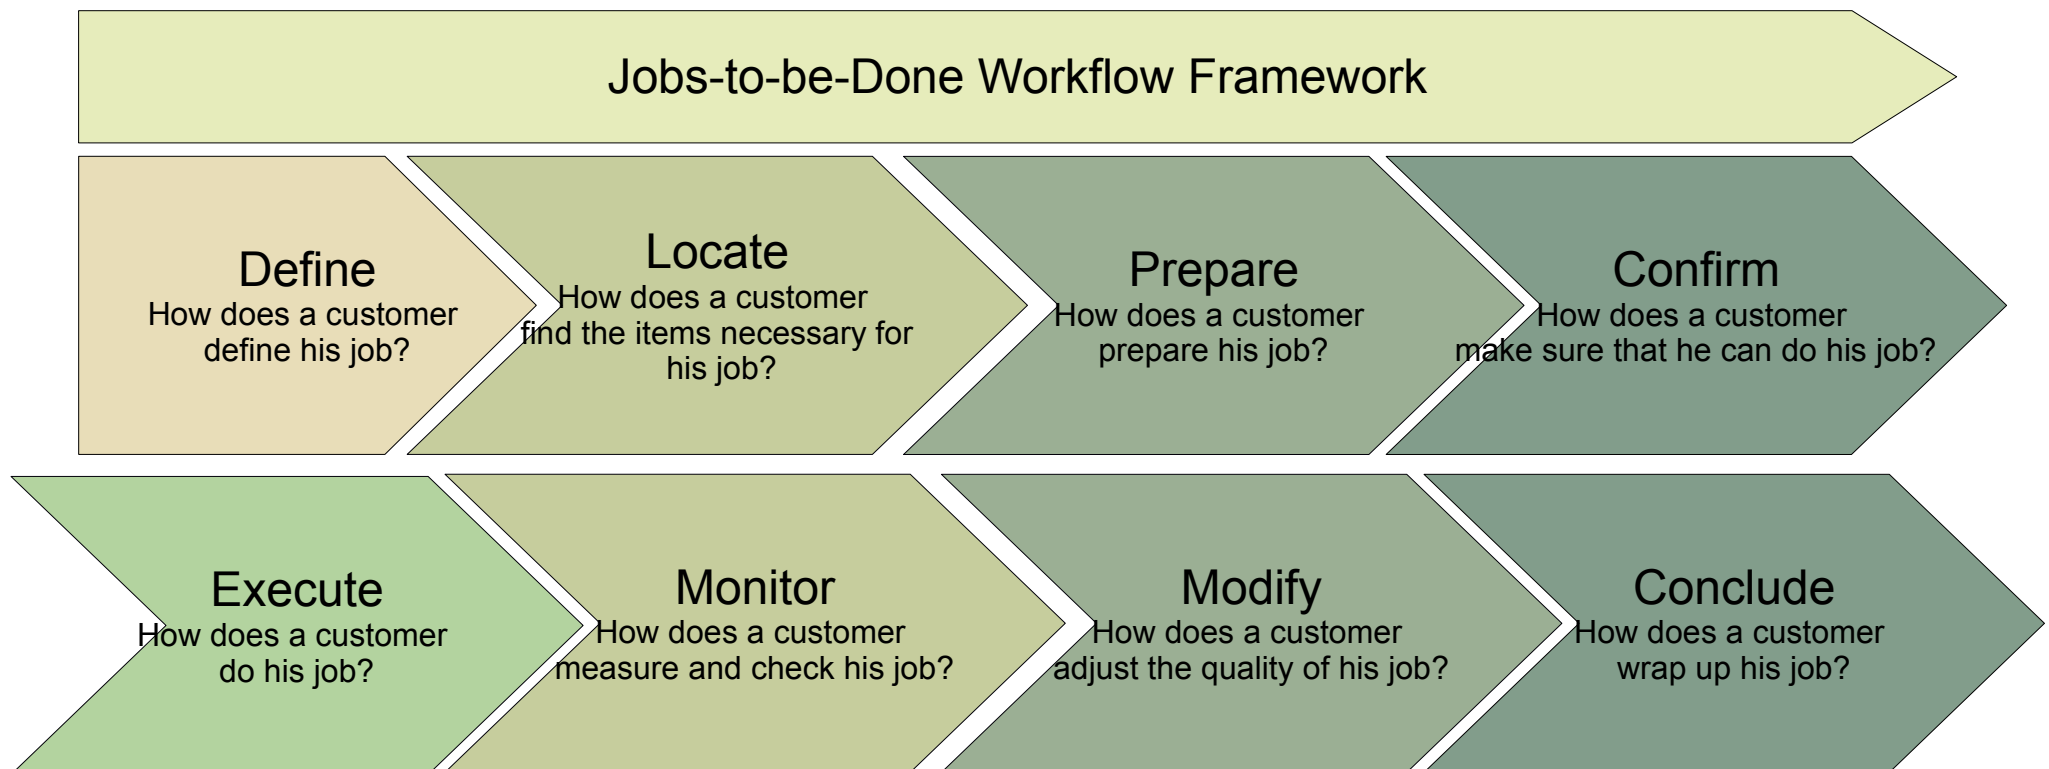 Jobs-to-be-Done Workflow Framework
Define
How does a customer
define his job?
Locate
How does a customer
find the items necessary for
his job?
Prepare
How does a customer
prepare his job?
Confirm
How does a customer
make sure that he can do his job?
Execute
How does a customer
do his job?
Monitor
How does a customer
measure and check his job?
Modify
How does a customer
adjust the quality of his job?
Conclude
How does a customer
wrap up his job?